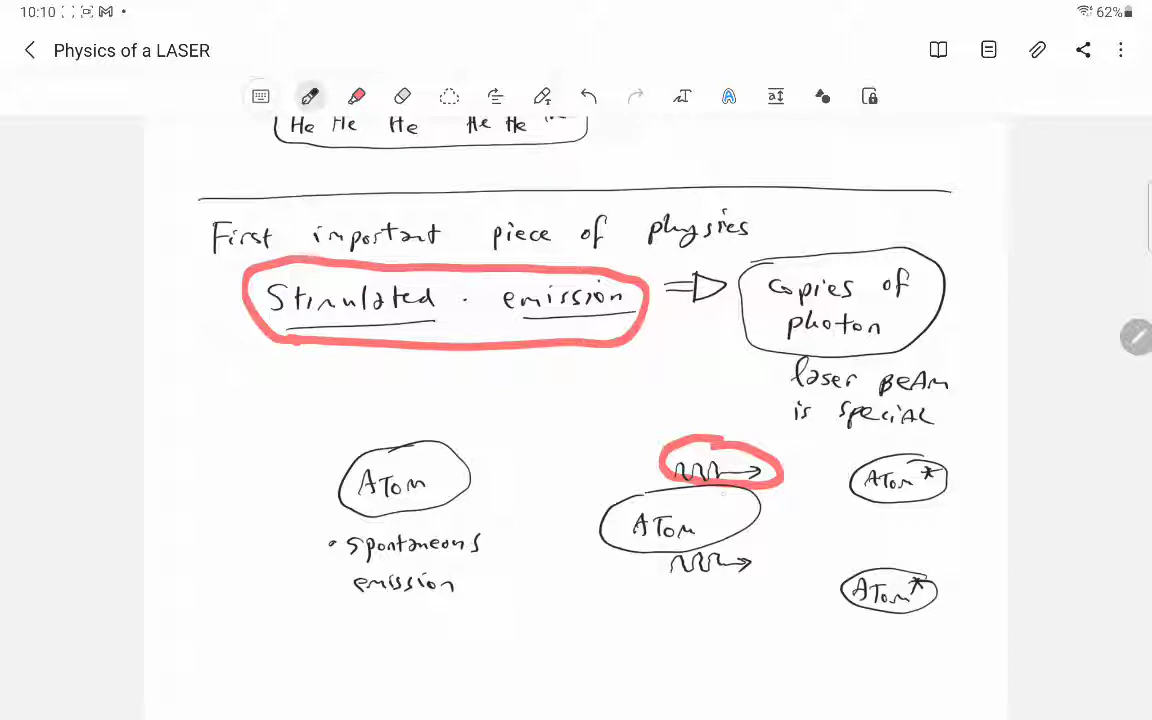 10:10
62%
Physics of a LASER
He He He He He
First important piece of physics
Stimulated . emission
copies of
photon
laser BEAM
is SPECIAL
ATom
ATom *
• spontaneous
emission
ATom
ATom *